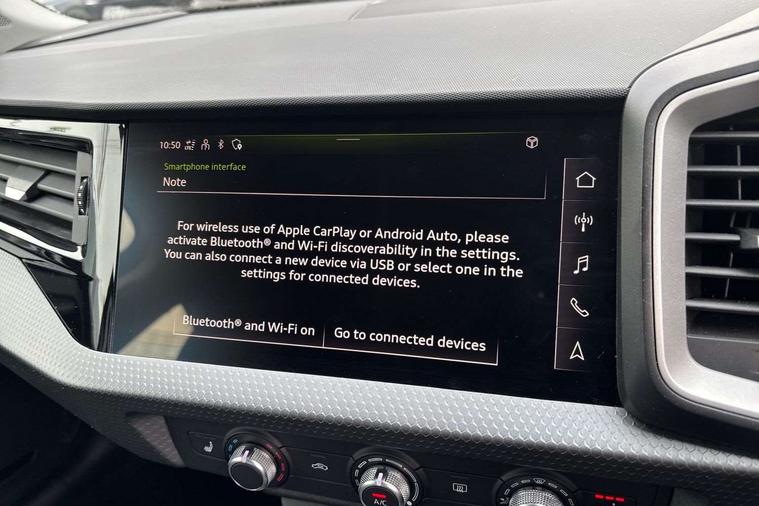 10:50 LTE
Smartphone interface
Note
For wireless use of Apple CarPlay or Android Auto, please
activate Bluetooth® and Wi-Fi discoverability in the settings.
You can also connect a new device via USB or select one in the
settings for connected devices.
Bluetooth® and Wi-Fi on
Go to connected devices
A/C